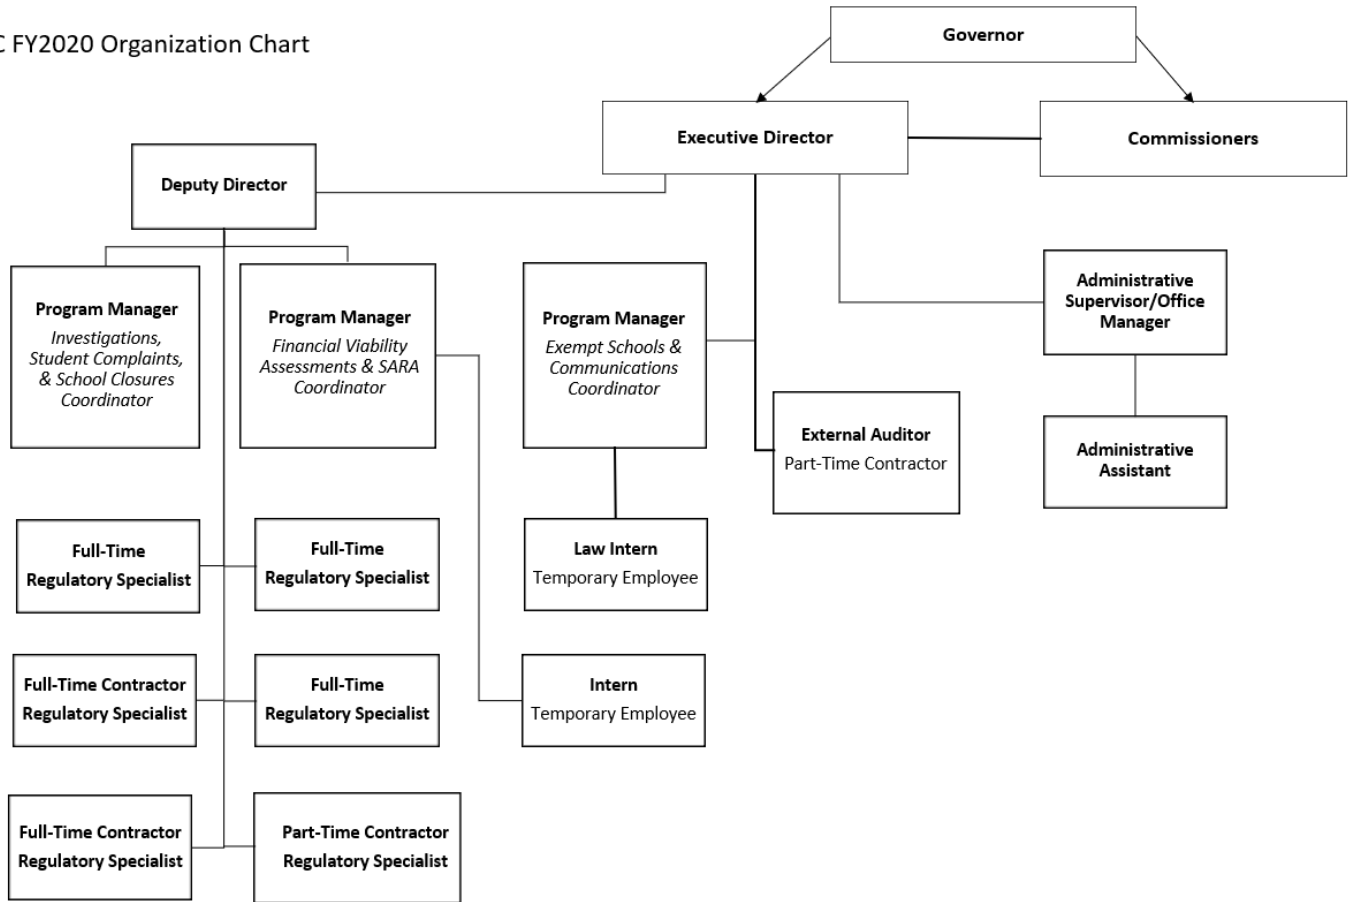 C FY2020 Organization Chart
Governor
Executive Director
Commissioners
Deputy Director
Program Manager
Investigations,
Student Complaints,
& School Closures
Coordinator
Program Manager
Financial Viability
Assessments & SARA
Coordinator
Program Manager
Exempt Schools &
Communications
Coordinator
Administrative
Supervisor/Office
Manager
External Auditor
Part-Time Contractor
Administrative
Assistant
Full-Time
Regulatory Specialist
Full-Time
Regulatory Specialist
Law Intern
Temporary Employee
Full-Time Contractor
Regulatory Specialist
Full-Time
Regulatory Specialist
Intern
Temporary Employee
Full-Time Contractor
Regulatory Specialist
Part-Time Contractor
Regulatory Specialist